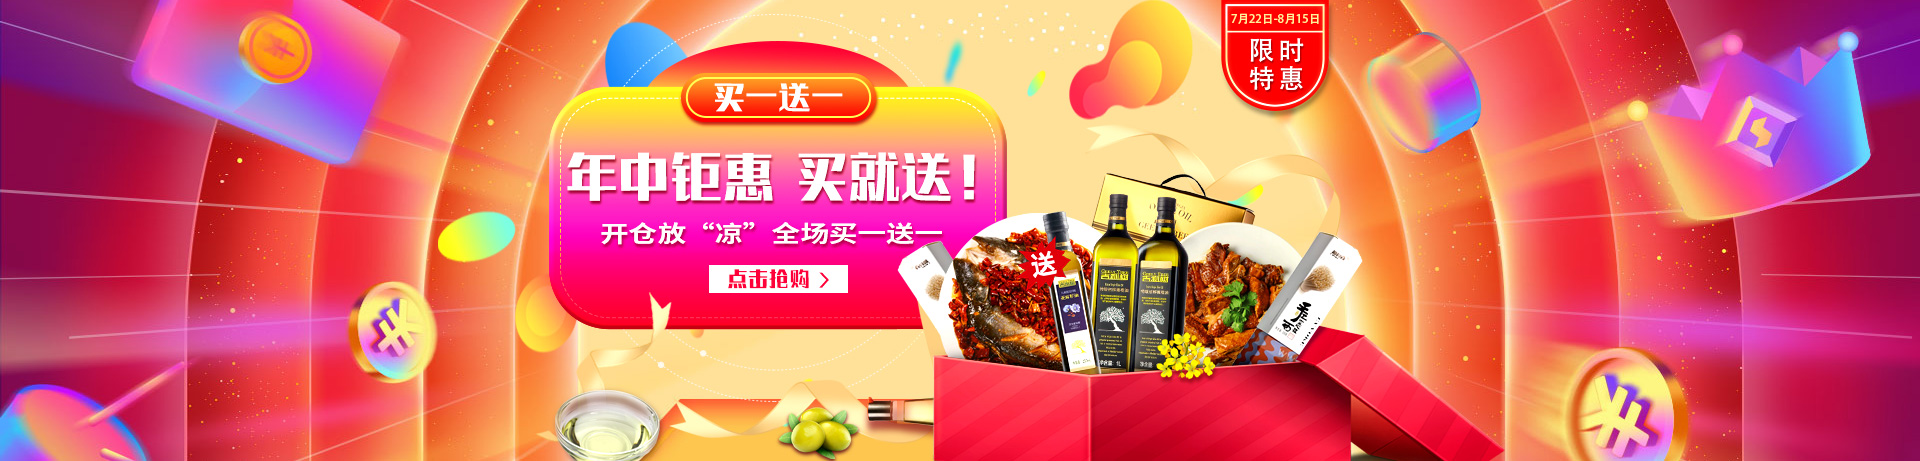 7月22日-8月15日
限时
特惠
买一送一
年中钜惠 买就送！
开仓放“凉”全场买一送一
点击抢购
送
OIL
1L